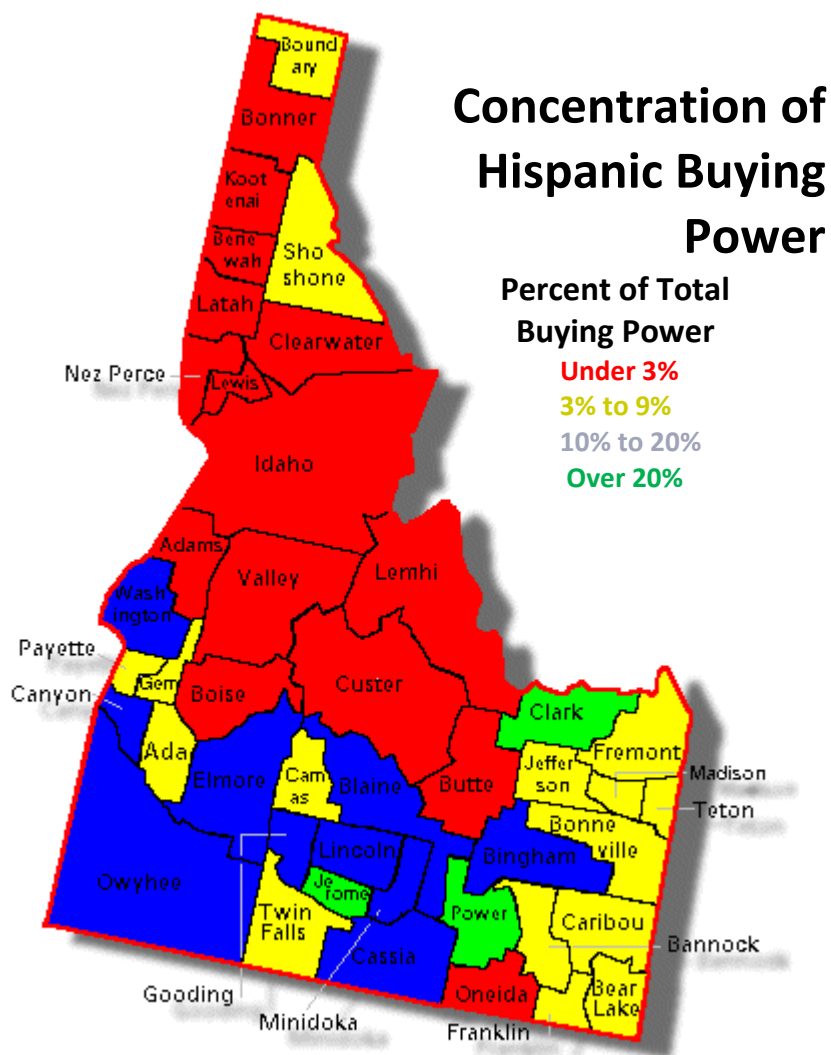 Concentration of
Hispanic Buying
Power
Percent of Total
Buying Power
Under 3%
3% to 9%
10% to 20%
Over 20%
Bound
ary
Bonner
Koot
enai
Bene
wah
Sho
shone
Latah
Clearwater
Nez Perce
Lewis
Idaho
Adams
Valley
Lemhi
Wash
ington
Payette
Gem
Canyon
Boise
Custer
Clark
Ada
Elmore
Cam
as
Blaine
Butte
Jeffer
son
Fremont
Madison
Teton
Bonne
ville
Lincoln
Bingham
Owyhee
Je
rome
Twin
Falls
Power
Caribou
Bannock
Cassia
Gooding
Oneida
Bear
Lake
Minidoka
Franklin